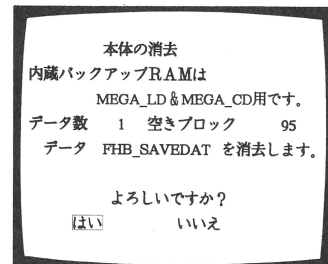 本体の消去
内蔵バックアップRAMは
MEGA_LD&MEGA_CD用です。
データ数 1 空きブロック 95
データ FHB_SAVEDAT を消去します。
よろしいですか？
はい いいえ